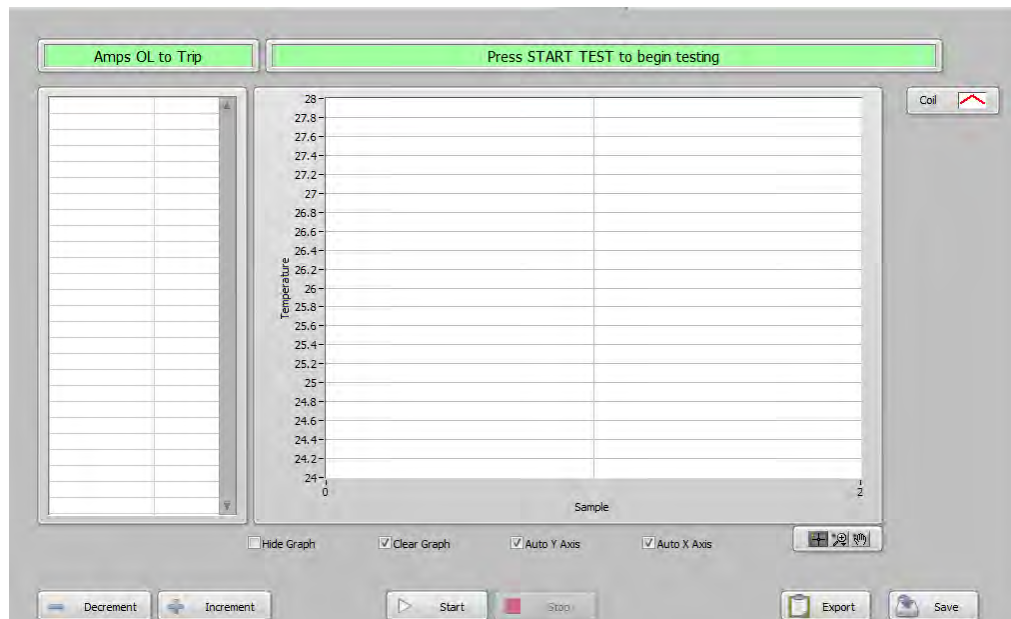 Amps OL to Trip
Press START TEST to begin testing
Coil
28
27.8
27.6
27.4
27.2
27
26.8
26.6
26.4
26.2
26
25.8
25.6
25.4
25.2
25
24.8
24.6
24.4
24.2
24
Temperature
0
2
Sample
Hide Graph
Clear Graph
Auto Y Axis
Auto X Axis
Decrement
Increment
Start
Stop
Export
Save